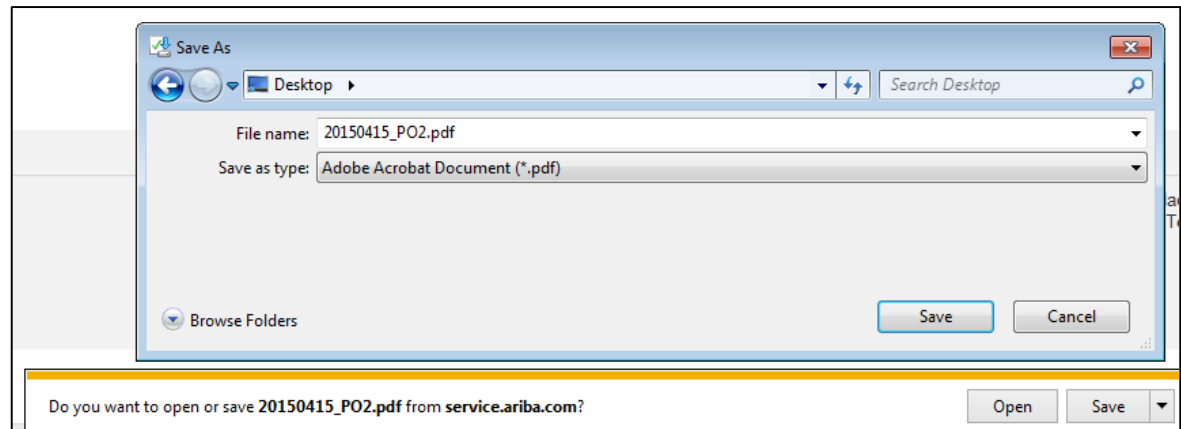 Save As
Desktop
Search Desktop
File name: 20150415_PO2.pdf
Save as type: Adobe Acrobat Document (*.pdf)
Browse Folders
Save Cancel
Do you want to open or save 20150415_PO2.pdf from service.ariba.com?
Open Save